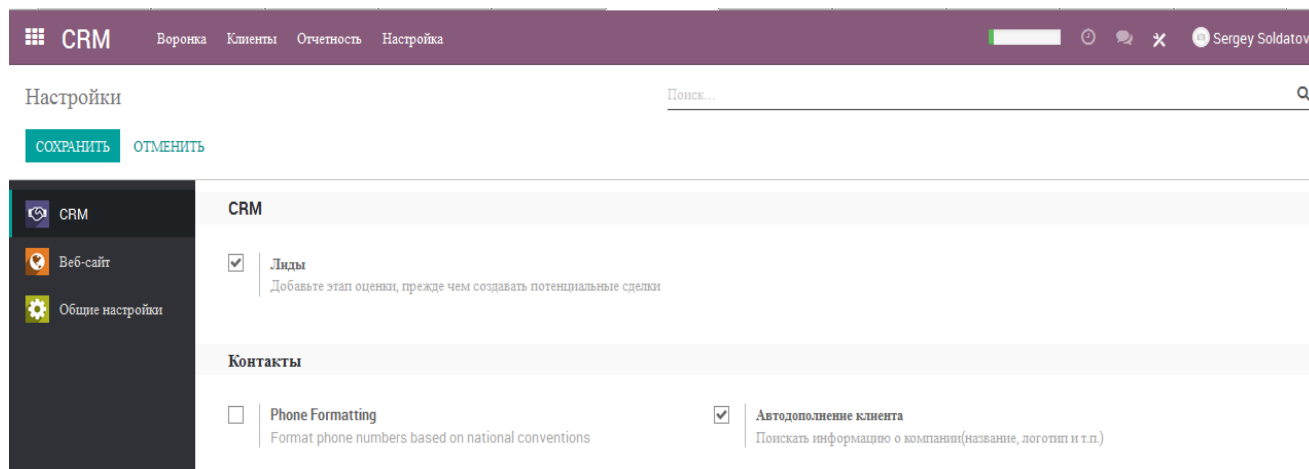 CRM Воронка Клиенты Отчетность Настройка Sergey Soldatov
Настройки Поиск...
СОХРАНИТЬ ОТМЕНИТЬ
CRM
Веб-сайт
Общие настройки
CRM
Лиды
Добавьте этап оценки, прежде чем создавать потенциальные сделки
Контакты
Phone Formatting
Format phone numbers based on national conventions
Автодополнение клиента
Поискать информацию о компании(название, логотип и т.п.)